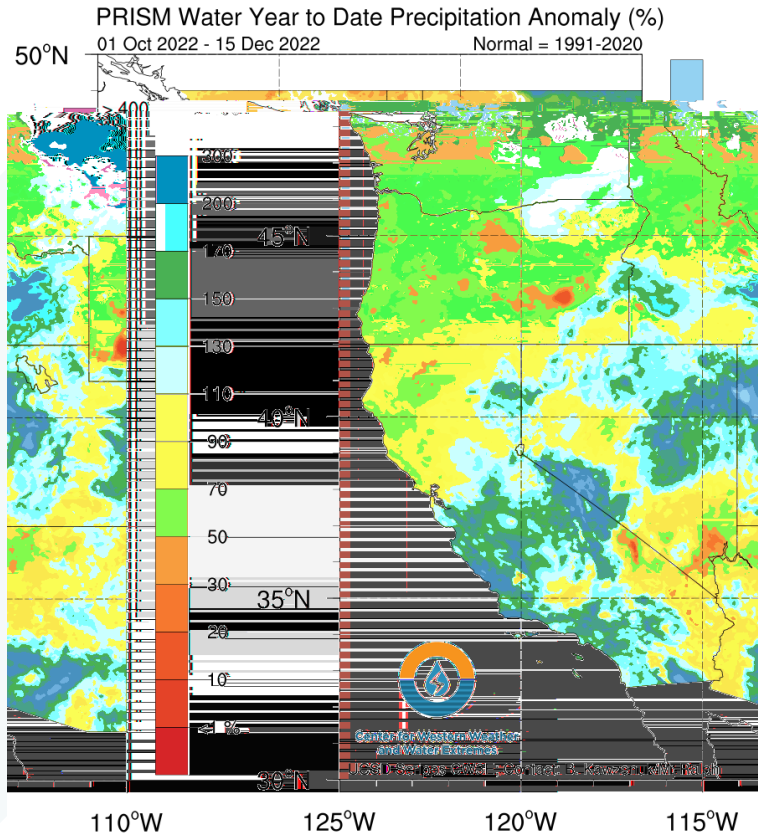 PRISM Water Year to Date Precipitation Anomaly (%)
01 Oct 2022 - 15 Dec 2022 Normal = 1991-2020
50°N
400
300
200
45°N
170
150
130
110
40°N
90
70
50
30
35°N
20
10
%
Center for Western Weather
and Water Extremes
30°N
110°W 125°W 120°W 115°W